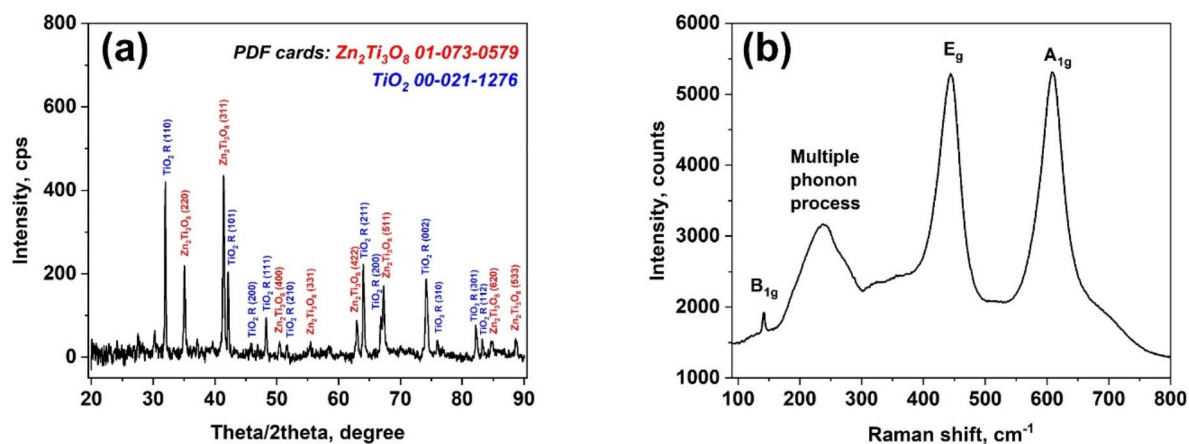 (a)
PDF cards: Zn₂Ti₃O₈ 01-073-0579
TiO₂ 00-021-1276
Intensity, cps
800
600
400
200
0
TiO₂ R (110)
Zn₂Ti₃O₈ (220)
Zn₂Ti₃O₈ (311)
TiO₂ R (101)
TiO₂ R (200)
TiO₂ R (111)
Zn₂Ti₃O₈ (400)
TiO₂ R (210)
Zn₂Ti₃O₈ (331)
Zn₂Ti₃O₈ (422)
TiO₂ R (211)
TiO₂ R (200)
Zn₂Ti₃O₈ (511)
TiO₂ R (002)
TiO₂ R (310)
TiO₂ R (301)
TiO₂ R (112)
Zn₂Ti₃O₈ (620)
Zn₂Ti₃O₈ (533)
20 30 40 50 60 70 80 90
Theta/2theta, degree
(b)
Intensity, counts
6000
5000
4000
3000
2000
1000
B₁g
Multiple
phonon
process
Eg
A₁g
100 200 300 400 500 600 700 800
Raman shift, cm⁻¹